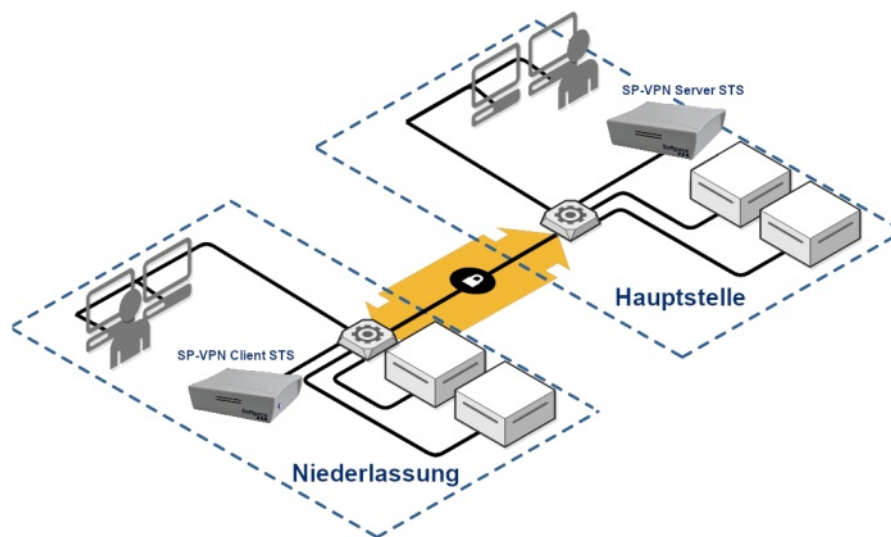 SP-VPN Server STS
Hauptstelle
SP-VPN Client STS
Niederlassung